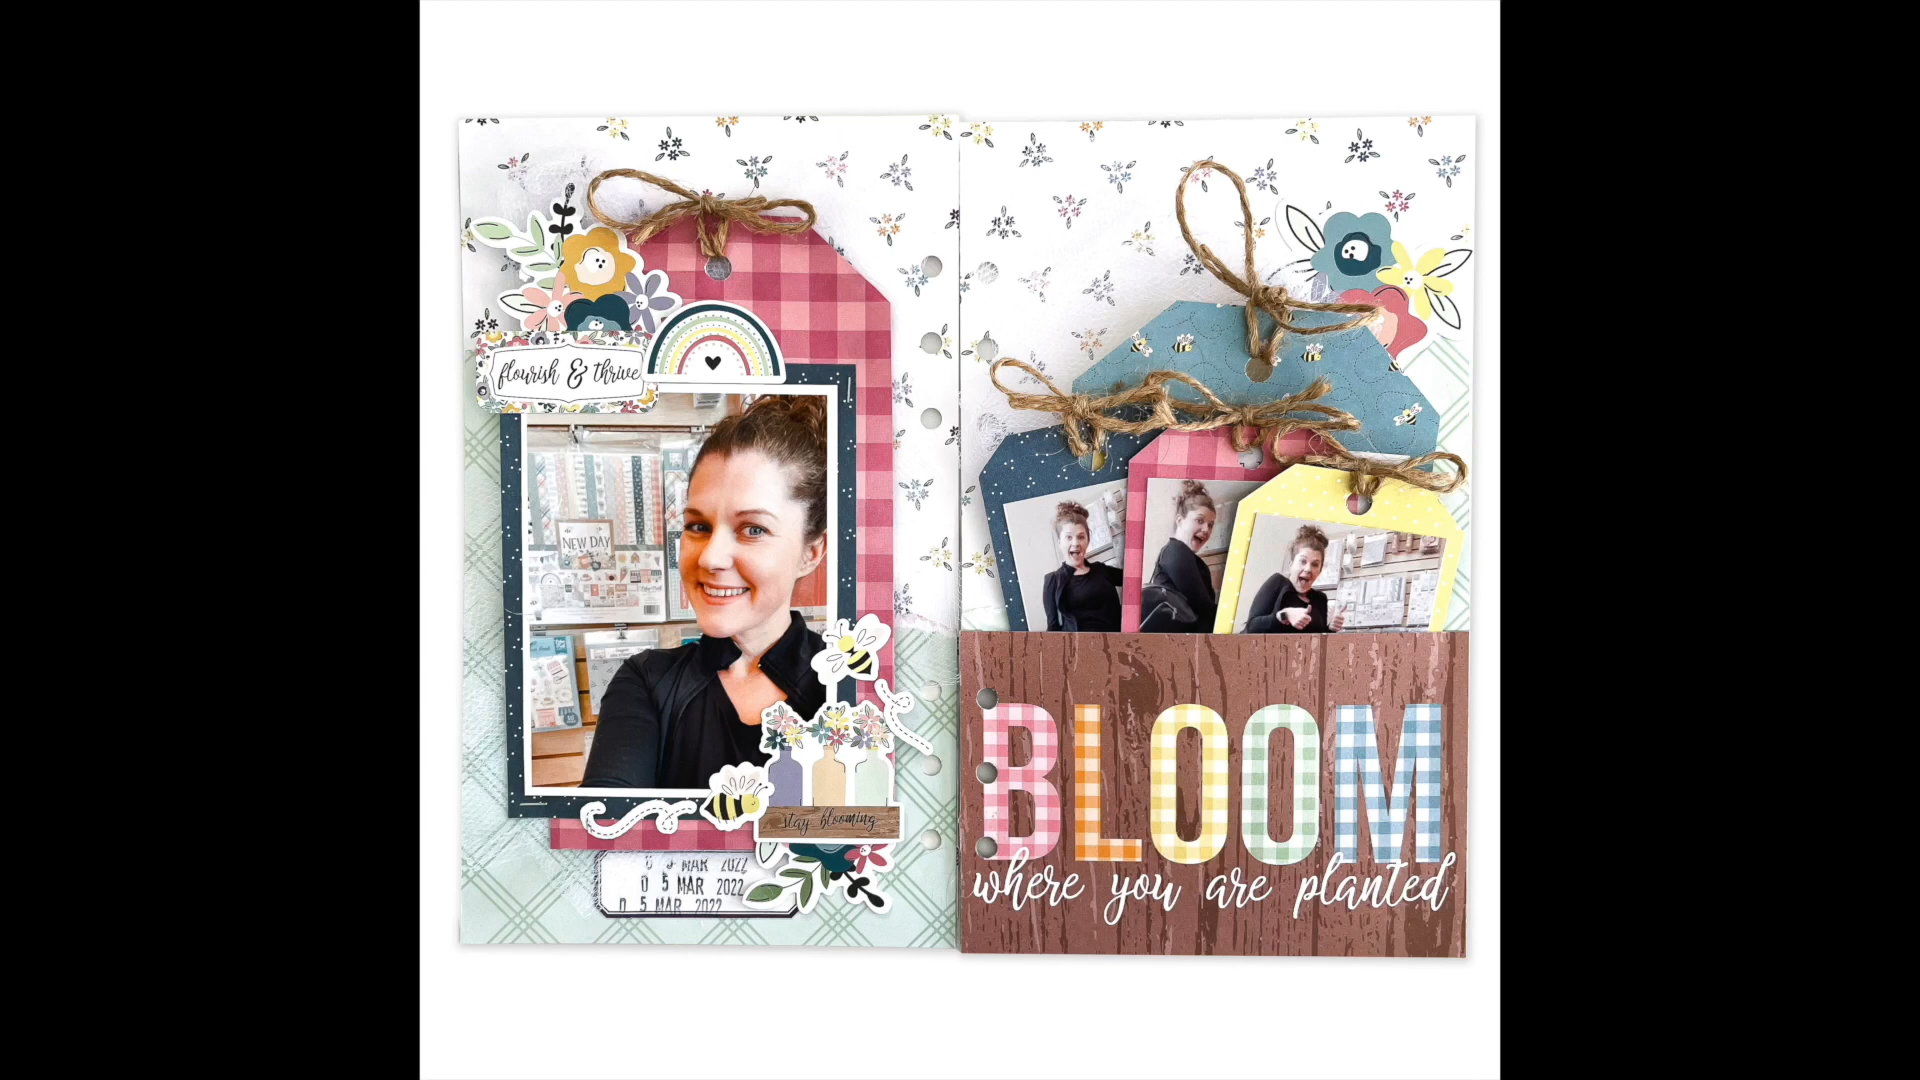 flourish & thrive
NEW DAY
stay blooming
0 5 MAR 2022
0 5 MAR 2022
0 5 MAR 2022
BLOOM
where you are planted